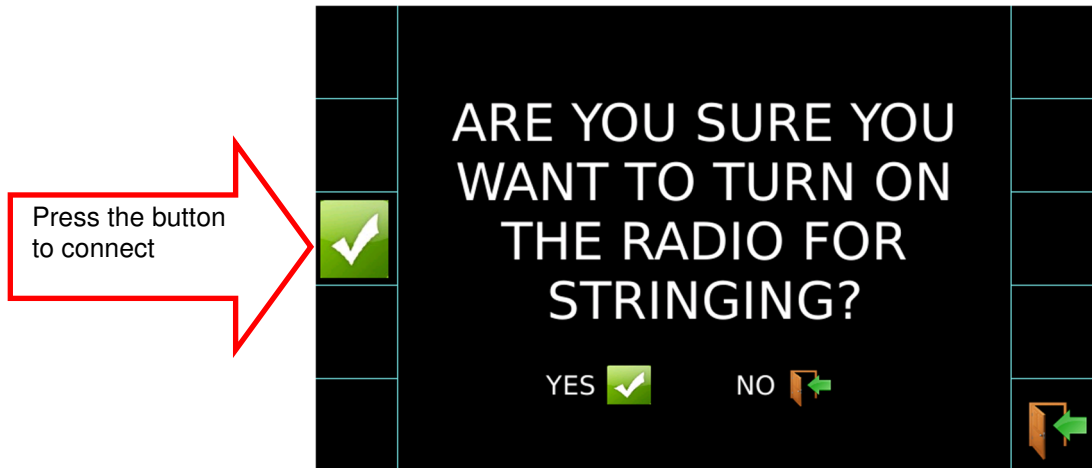 Press the button
to connect
ARE YOU SURE YOU
WANT TO TURN ON
THE RADIO FOR
STRINGING?
YES NO